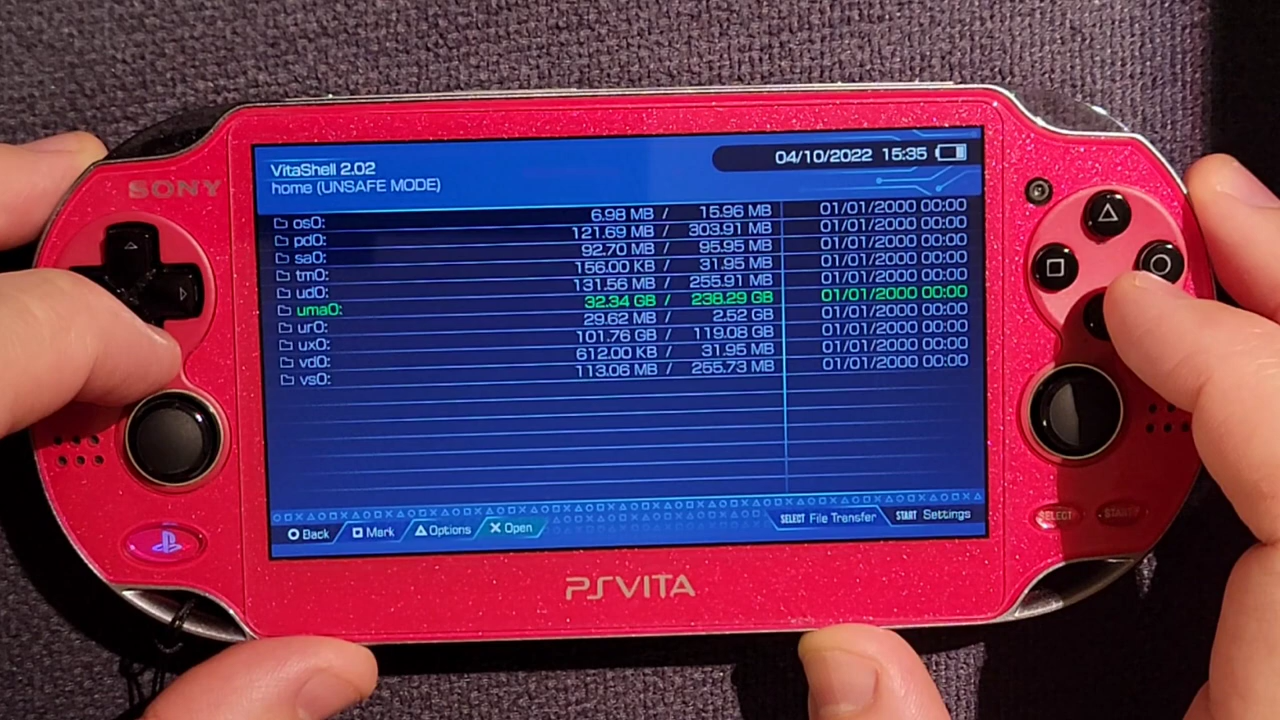 SONY
VitaShell 2.02
04/10/2022 15:35
home (UNSAFE MODE)
os0: 6.98 MB / 15.96 MB 01/01/2000 00:00
pd0: 121.69 MB / 303.91 MB 01/01/2000 00:00
sa0: 92.70 MB / 95.95 MB 01/01/2000 00:00
tm0: 156.00 KB / 31.95 MB 01/01/2000 00:00
ud0: 131.56 MB / 255.91 MB 01/01/2000 00:00
uma0: 32.34 GB / 238.29 GB 01/01/2000 00:00
ur0: 29.62 MB / 2.52 GB 01/01/2000 00:00
ux0: 101.76 GB / 119.08 GB 01/01/2000 00:00
vd0: 612.00 KB / 31.95 MB 01/01/2000 00:00
vs0: 113.06 MB / 255.73 MB 01/01/2000 00:00
Back Mark Options Open SELECT File Transfer START Settings
SELECT START
PSVITA